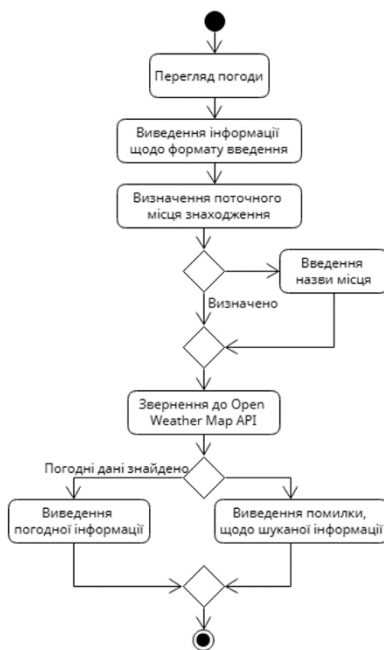 Перегляд погоди
Виведення інформації
щодо формату введення
Визначення поточного
місця знаходження
Введення
назви місця
Визначено
Звернення до Open
Weather Map API
Погодні дані знайдено
Виведення
погодної інформації
Виведення помилки,
щодо шуканої інформації